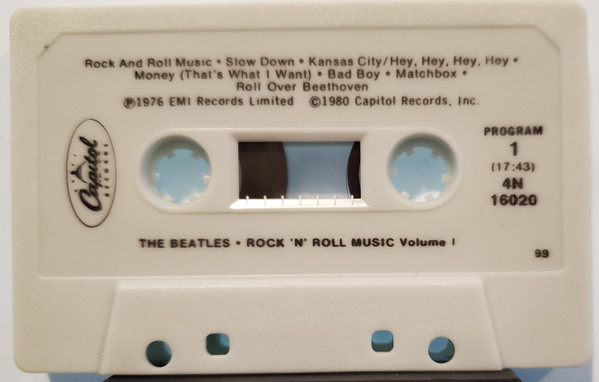 Rock And Roll Music • Slow Down • Kansas City/Hey, Hey, Hey, Hey •
Money (That's What I Want) • Bad Boy • Matchbox •
Roll Over Beethoven
℗1976 EMI Records Limited ©1980 Capitol Records, Inc.
Capitol
RECORDS
PROGRAM
1
(17:43)
4N
16020
THE BEATLES • ROCK 'N' ROLL MUSIC Volume I
99